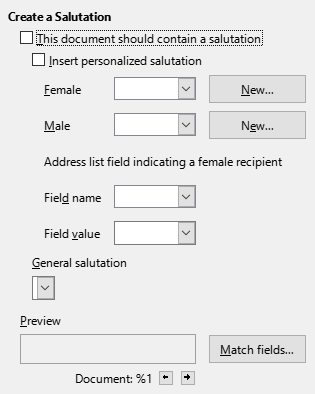 Create a Salutation
This document should contain a salutation
Insert personalized salutation
Female New...
Male New...
Address list field indicating a female recipient
Field name
Field value
General salutation
Preview
Match fields...
Document: %1